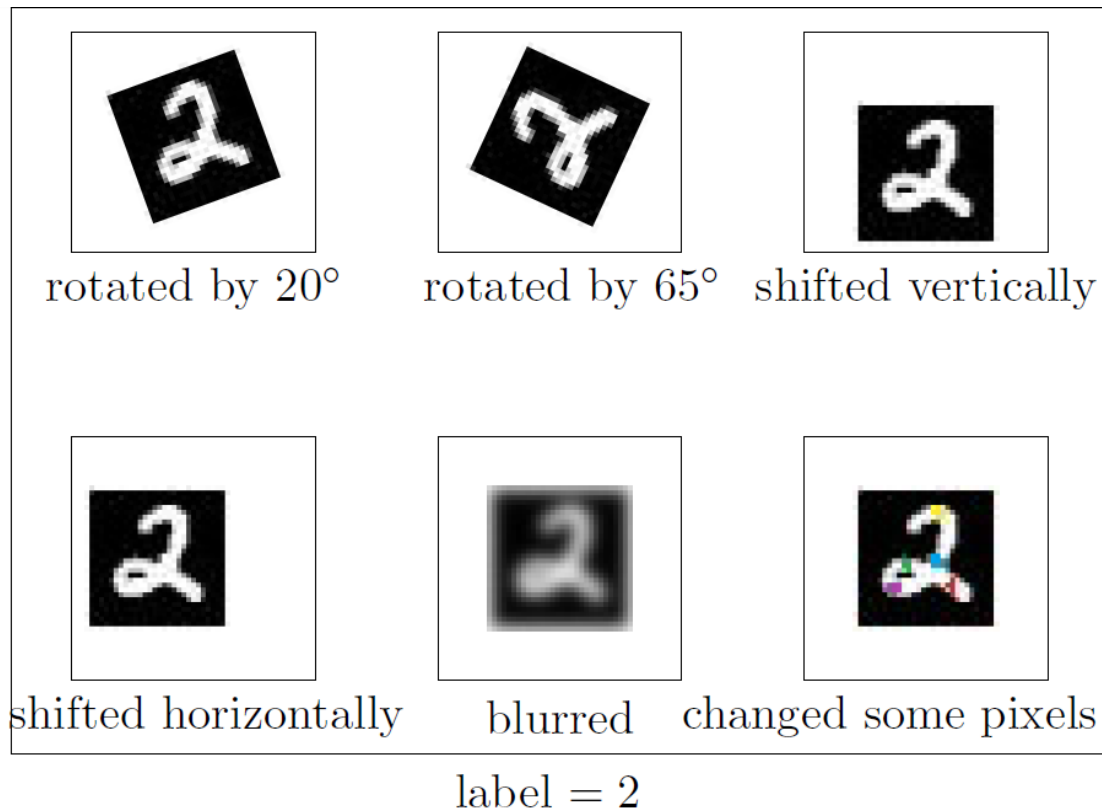 rotated by 20°
rotated by 65°
shifted vertically
shifted horizontally
blurred
changed some pixels
label = 2